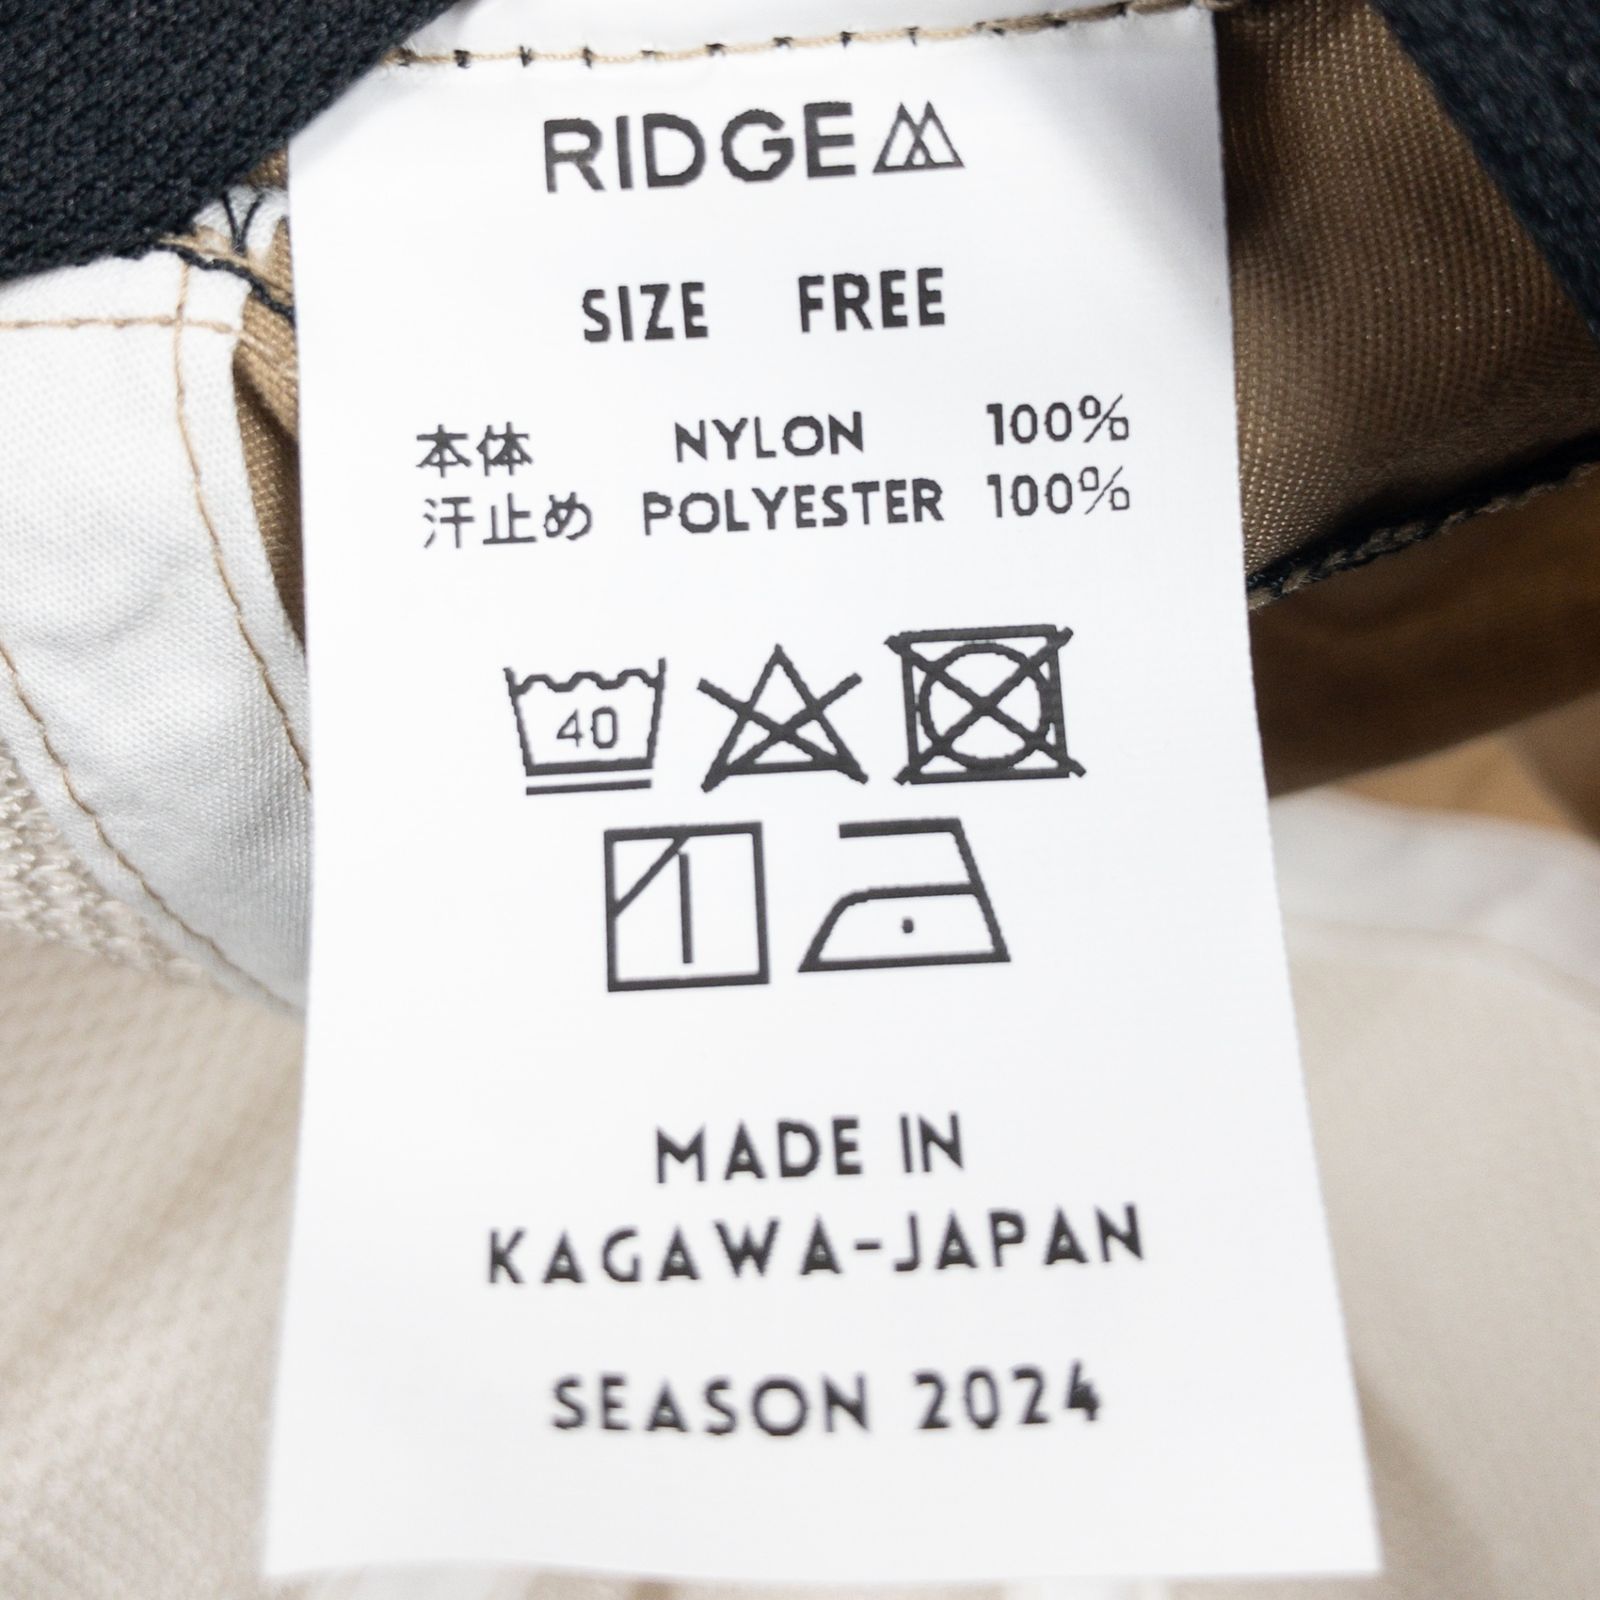 RIDGE
SIZE FREE
本体 NYLON 100%
汗止め POLYESTER 100%
40
MADE IN
KAGAWA-JAPAN
SEASON 2024